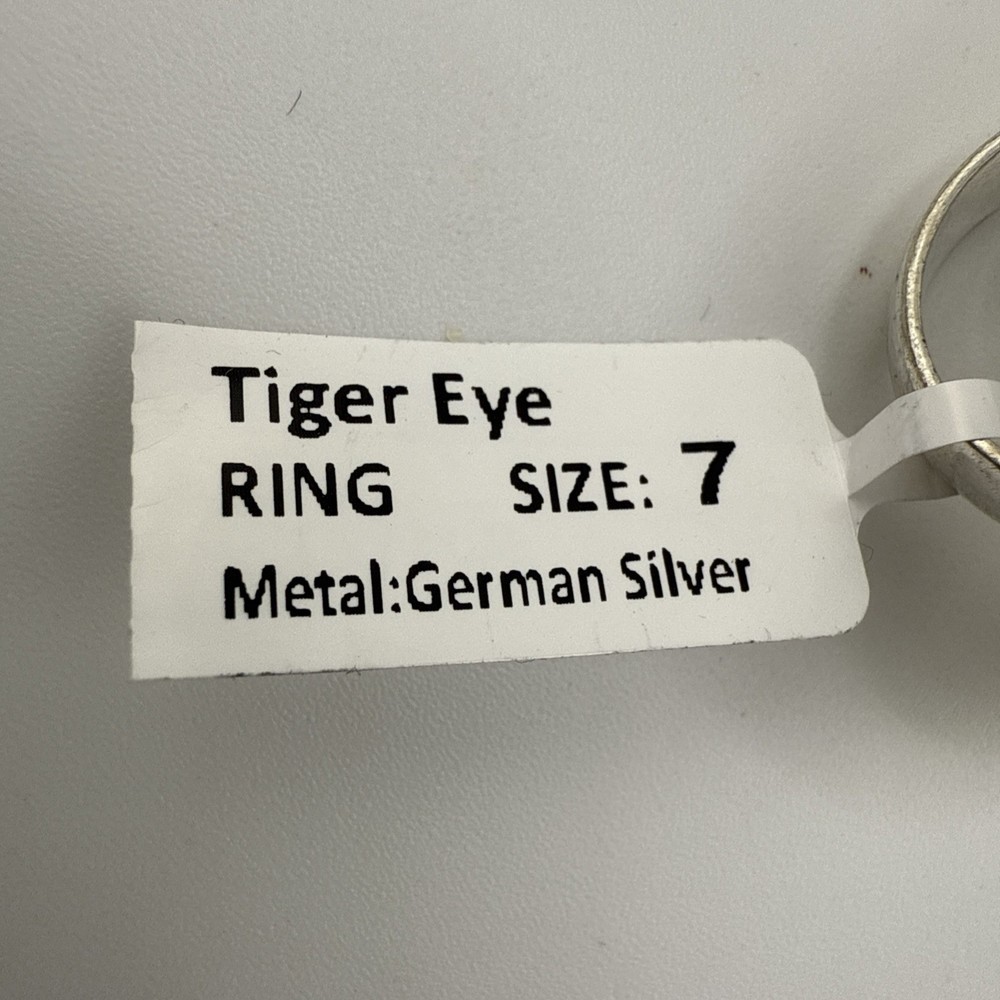 Tiger Eye
RING SIZE: 7
Metal:German Silver